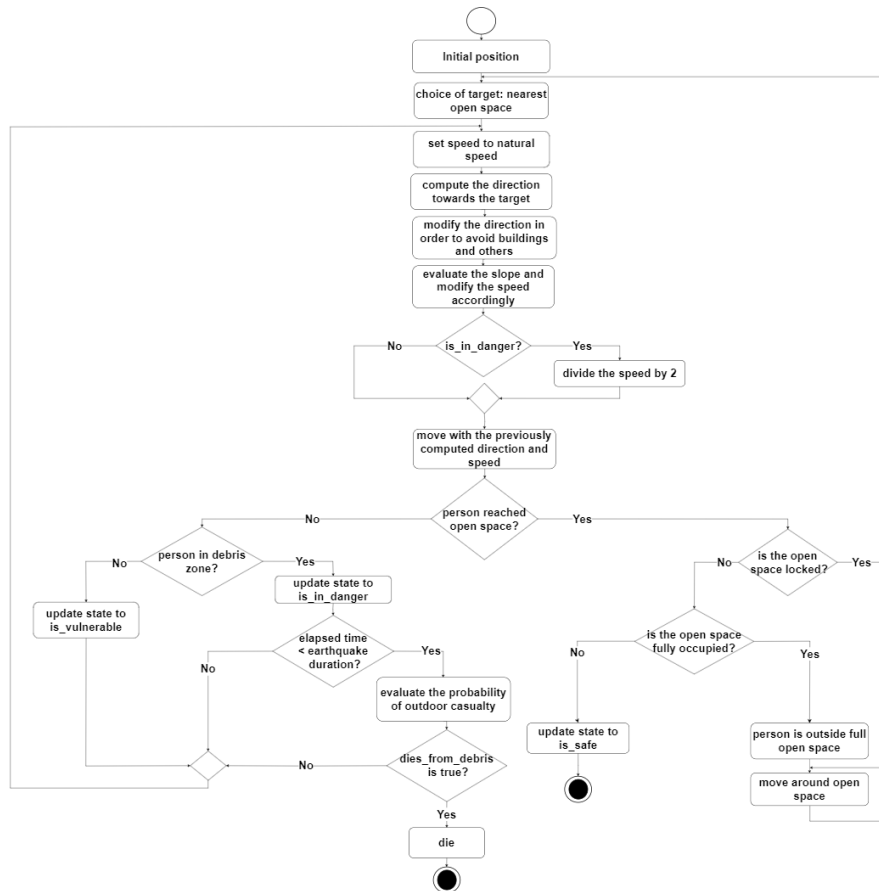 Initial position
choice of target: nearest
open space
set speed to natural
speed
compute the direction
towards the target
modify the direction in
order to avoid buildings
and others
evaluate the slope and
modify the speed
accordingly
No
is_in_danger?
Yes
divide the speed by 2
move with the previously
computed direction and
speed
No
person reached
open space?
Yes
No
person in debris
zone?
Yes
No
is the open
space locked?
Yes
update state to
is_vulnerable
update state to
is_in_danger
No
elapsed time
< earthquake
duration?
Yes
No
is the open space
fully occupied?
Yes
evaluate the probability
of outdoor casualty
update state to
is_safe
person is outside full
open space
No
dies_from_debris
is true?
move around open
space
Yes
die